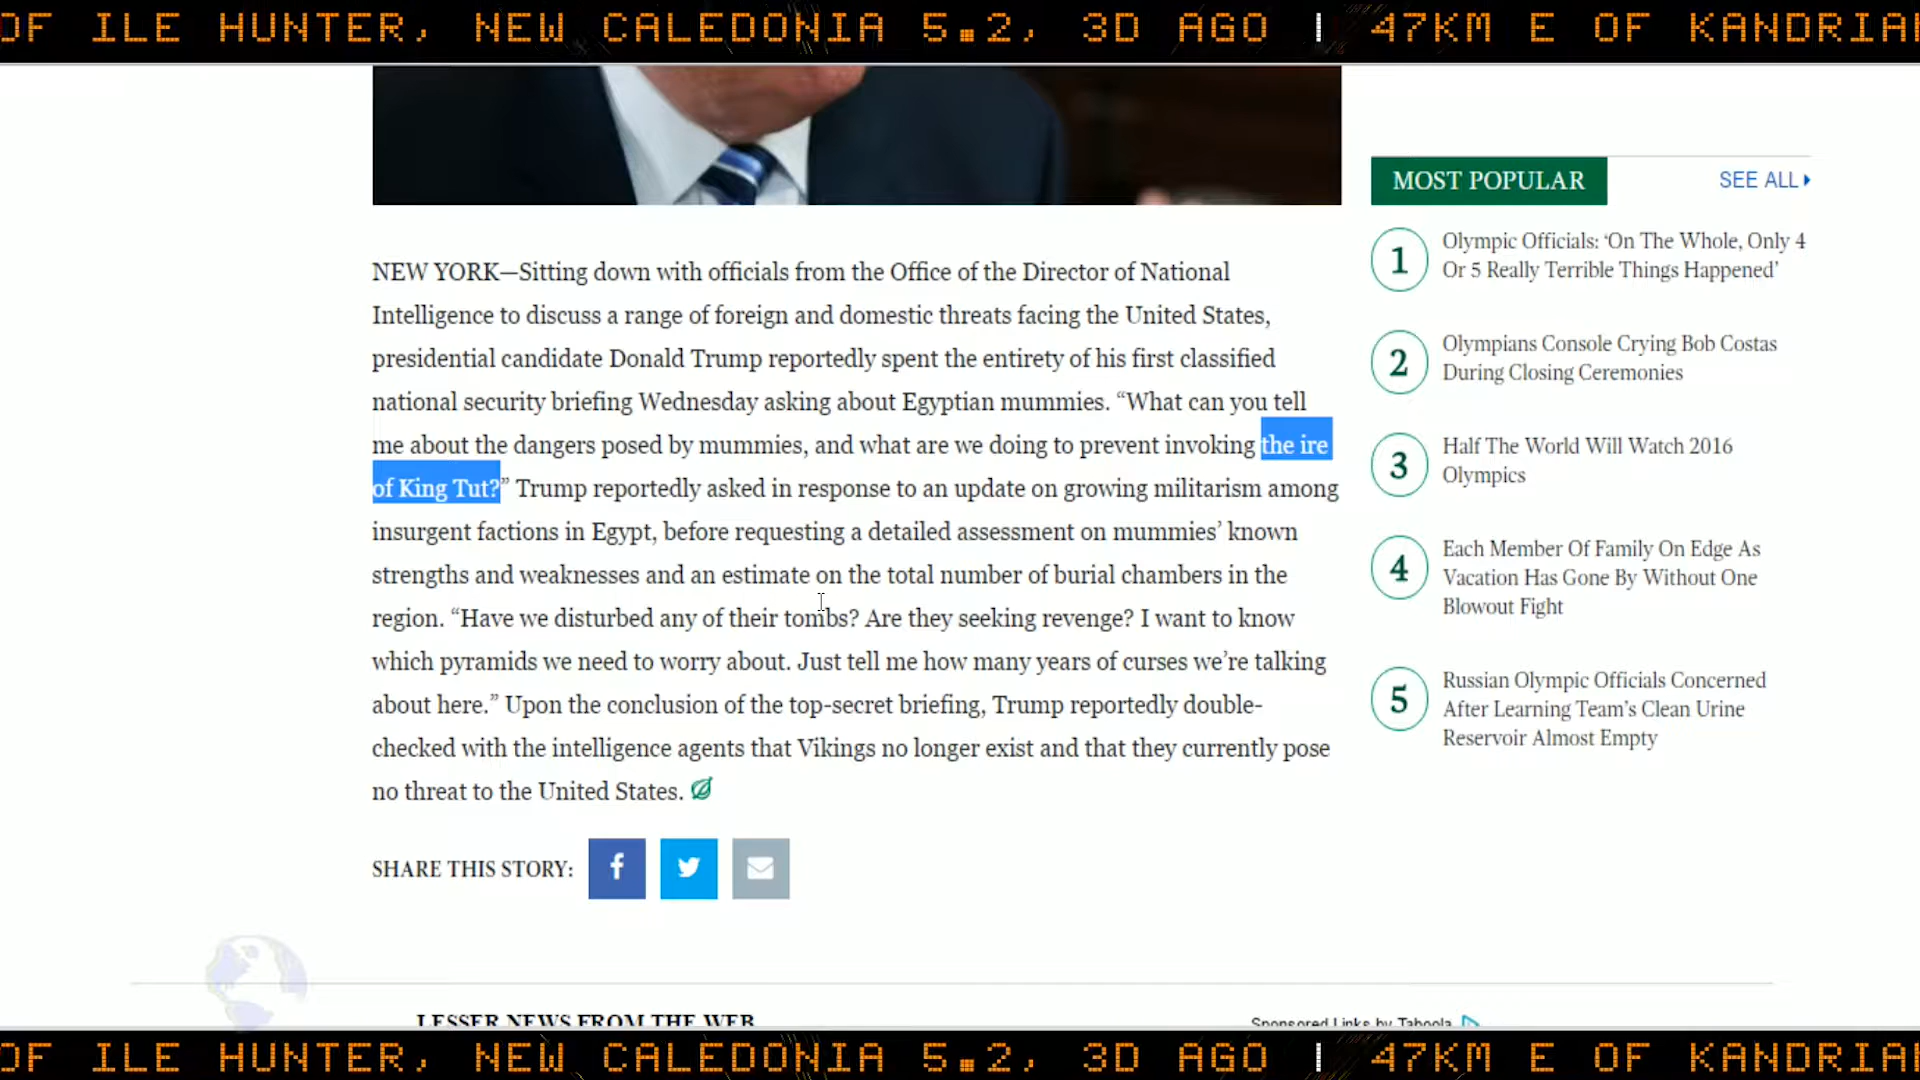 OF ILE HUNTER, NEW CALEDONIA 5.2, 3D AGO | 47KM E OF KANDRIAN
MOST POPULAR
SEE ALL
NEW YORK—Sitting down with officials from the Office of the Director of National
Intelligence to discuss a range of foreign and domestic threats facing the United States,
presidential candidate Donald Trump reportedly spent the entirety of his first classified
national security briefing Wednesday asking about Egyptian mummies. “What can you tell
me about the dangers posed by mummies, and what are we doing to prevent invoking the ire
of King Tut?” Trump reportedly asked in response to an update on growing militarism among
insurgent factions in Egypt, before requesting a detailed assessment on mummies’ known
strengths and weaknesses and an estimate on the total number of burial chambers in the
region. “Have we disturbed any of their tombs? Are they seeking revenge? I want to know
which pyramids we need to worry about. Just tell me how many years of curses we’re talking
about here.” Upon the conclusion of the top-secret briefing, Trump reportedly double-
checked with the intelligence agents that Vikings no longer exist and that they currently pose
no threat to the United States.
1
Olympic Officials: ‘On The Whole, Only 4
Or 5 Really Terrible Things Happened’
2
Olympians Console Crying Bob Costas
During Closing Ceremonies
3
Half The World Will Watch 2016
Olympics
4
Each Member Of Family On Edge As
Vacation Has Gone By Without One
Blowout Fight
5
Russian Olympic Officials Concerned
After Learning Team’s Clean Urine
Reservoir Almost Empty
SHARE THIS STORY:
LESSER NEWS FROM THE WEB
Sponsored Links by Taboola
OF ILE HUNTER, NEW CALEDONIA 5.2, 3D AGO | 47KM E OF KANDRIAN